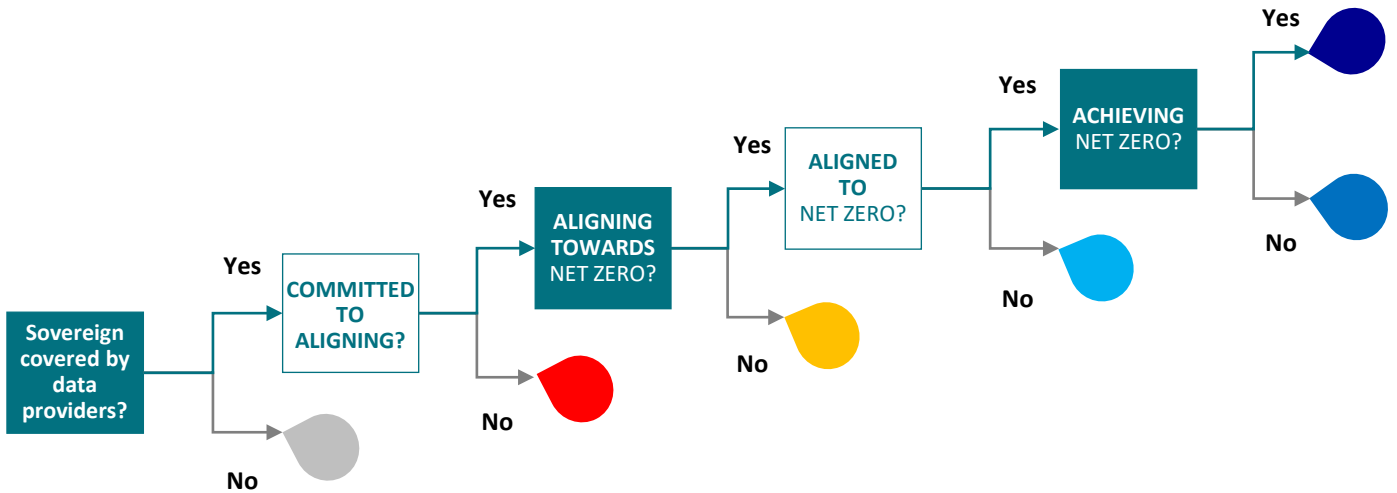 Sovereign
covered by
data
providers?
Yes
No
COMMITTED
TO
ALIGNING?
Yes
No
ALIGNING
TOWARDS
NET ZERO?
Yes
No
ALIGNED
TO
NET ZERO?
Yes
No
ACHIEVING
NET ZERO?
Yes
No